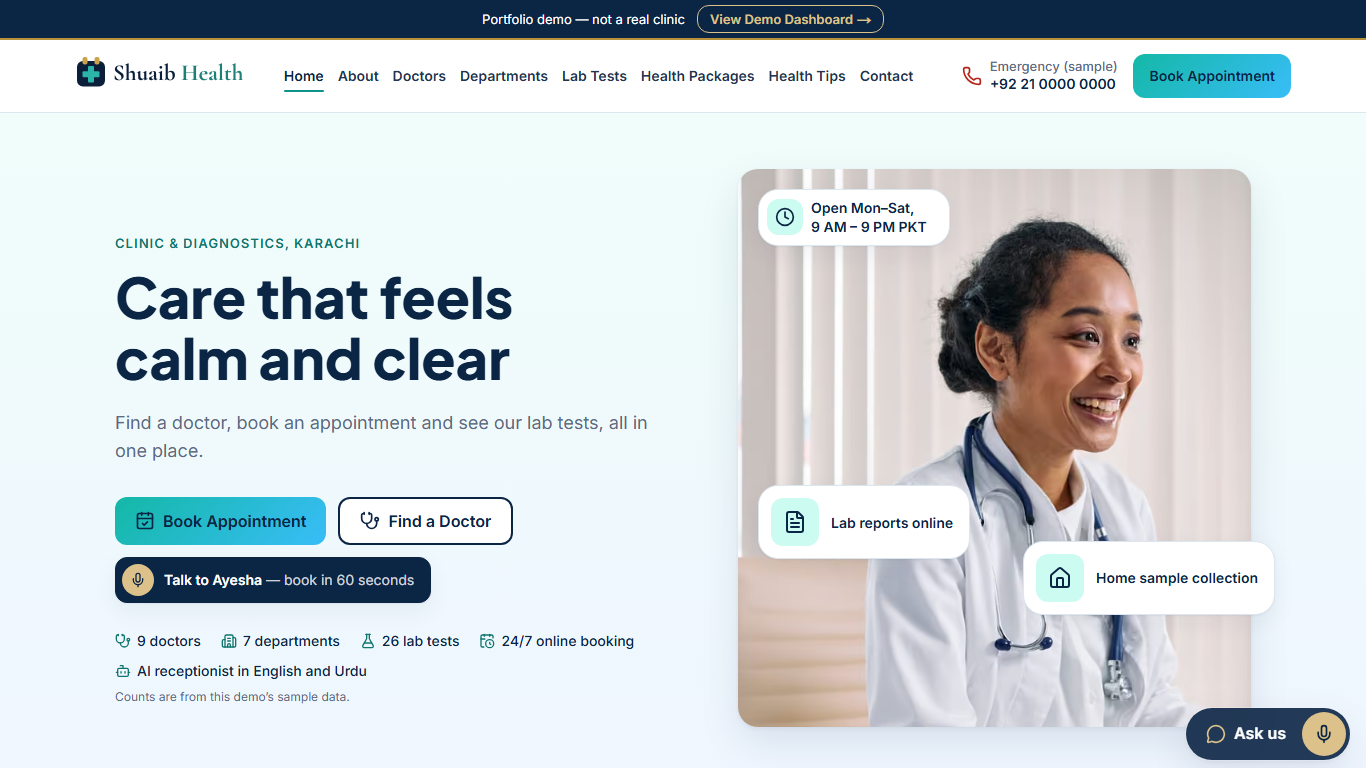 Portfolio demo — not a real clinic
View Demo Dashboard →
Shuaib Health
Home
About
Doctors
Departments
Lab Tests
Health Packages
Health Tips
Contact
Emergency (sample)
+92 21 0000 0000
Book Appointment
CLINIC & DIAGNOSTICS, KARACHI
Care that feels
calm and clear
Find a doctor, book an appointment and see our lab tests, all in
one place.
Book Appointment
Find a Doctor
Talk to Ayesha — book in 60 seconds
9 doctors
7 departments
26 lab tests
24/7 online booking
AI receptionist in English and Urdu
Counts are from this demo’s sample data.
Open Mon–Sat,
9 AM – 9 PM PKT
Lab reports online
Home sample collection
Ask us